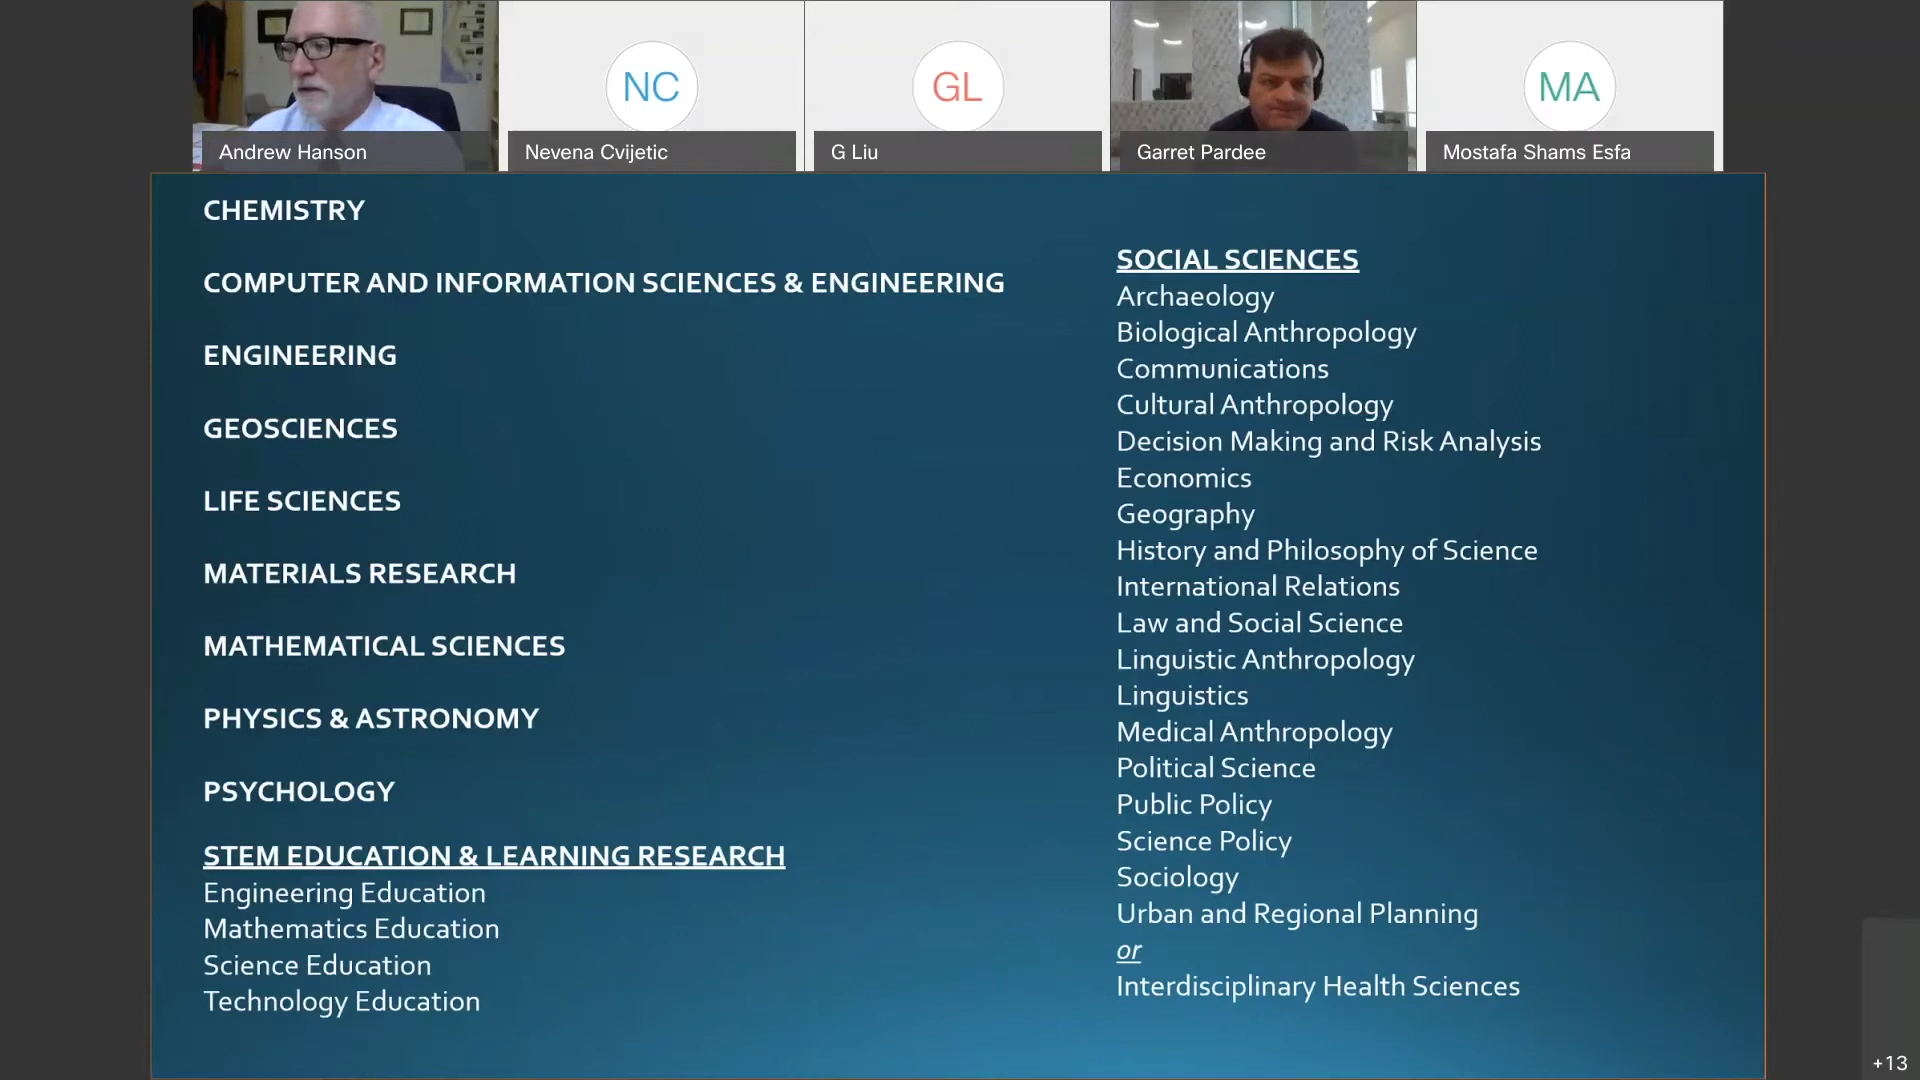 NC
GL
MA
Andrew Hanson
Nevena Cvijetic
G Liu
Garret Pardee
Mostafa Shams Esfa
CHEMISTRY
COMPUTER AND INFORMATION SCIENCES & ENGINEERING
ENGINEERING
GEOSCIENCES
LIFE SCIENCES
MATERIALS RESEARCH
MATHEMATICAL SCIENCES
PHYSICS & ASTRONOMY
PSYCHOLOGY
STEM EDUCATION & LEARNING RESEARCH
Engineering Education
Mathematics Education
Science Education
Technology Education
SOCIAL SCIENCES
Archaeology
Biological Anthropology
Communications
Cultural Anthropology
Decision Making and Risk Analysis
Economics
Geography
History and Philosophy of Science
International Relations
Law and Social Science
Linguistic Anthropology
Linguistics
Medical Anthropology
Political Science
Public Policy
Science Policy
Sociology
Urban and Regional Planning
or
Interdisciplinary Health Sciences
+13